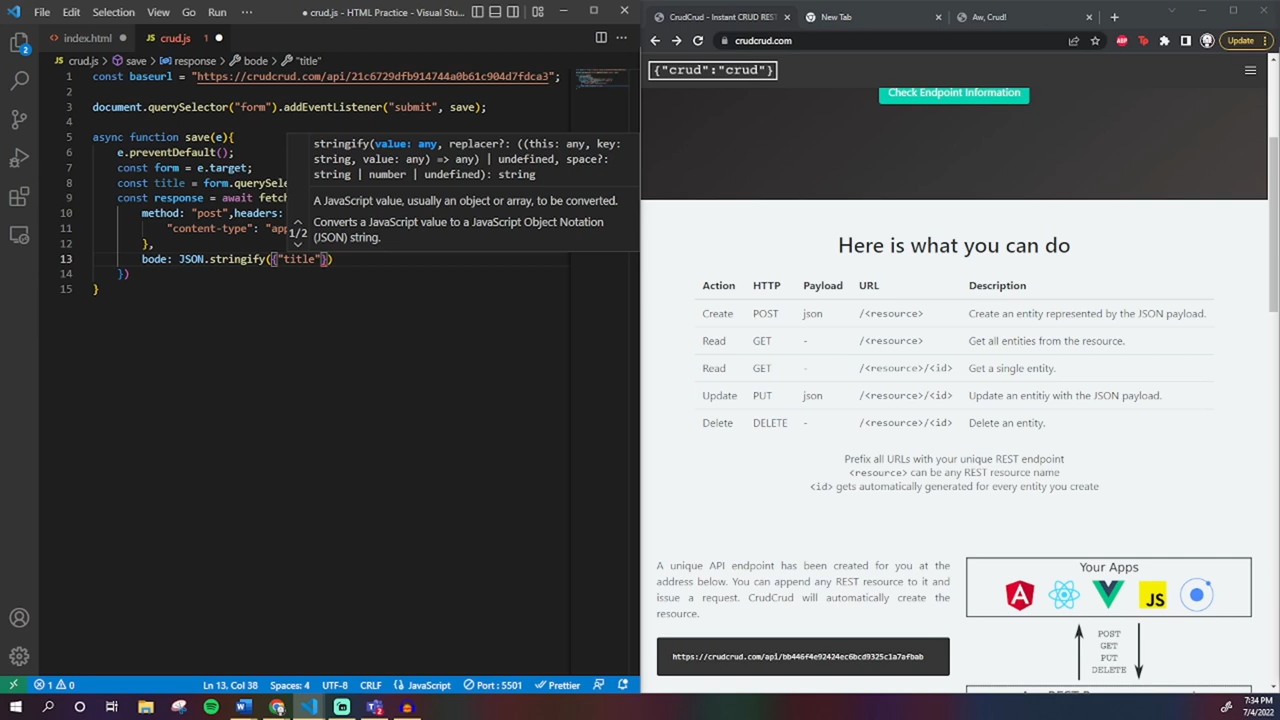 File Edit Selection View Go Run ··· ● crud.js - HTML Practice - Visual Stu...
index.html ● crud.js 1 ●
crud.js > save > response > bode > "title"
1 const baseurl = "https://crudcrud.com/api/21c6729dfb914744a0b61c904d7fdca3";
2
3 document.querySelector("form").addEventListener("submit", save);
4
5 async function save(e){
6 e.preventDefault();
7 const form = e.target;
8 const title = form.querySele
9 const response = await fetch
10 method: "post",headers:
11 "content-type": "app
12 },
13 bode: JSON.stringify({"title"})
14 })
15 }
stringify(value: any, replacer?: ((this: any, key:
string, value: any) => any) | undefined, space?:
string | number | undefined): string
A JavaScript value, usually an object or array, to be converted.
1/2
Converts a JavaScript value to a JavaScript Object Notation
(JSON) string.
2
1 0 Ln 13, Col 38 Spaces: 4 UTF-8 CRLF {} JavaScript Port : 5501 Prettier
CrudCrud - Instant CRUD REST New Tab Aw, Crud!
crudcrud.com ABP Update
{"crud":"crud"}
Check Endpoint Information
Here is what you can do
Action HTTP Payload URL Description
Create POST json /<resource> Create an entity represented by the JSON payload.
Read GET - /<resource> Get all entities from the resource.
Read GET - /<resource>/<id> Get a single entity.
Update PUT json /<resource>/<id> Update an entitiy with the JSON payload.
Delete DELETE - /<resource>/<id> Delete an entity.
Prefix all URLs with your unique REST endpoint
<resource> can be any REST resource name
<id> gets automatically generated for every entity you create
A unique API endpoint has been created for you at the
address below. You can append any REST resource to it and
issue a request. CrudCrud will automatically create the
resource.
https://crudcrud.com/api/bb446f4e92424ec6bcd9325c1a7afbab
Your Apps
JS
POST
GET
PUT
DELETE
7:34 PM
7/4/2022